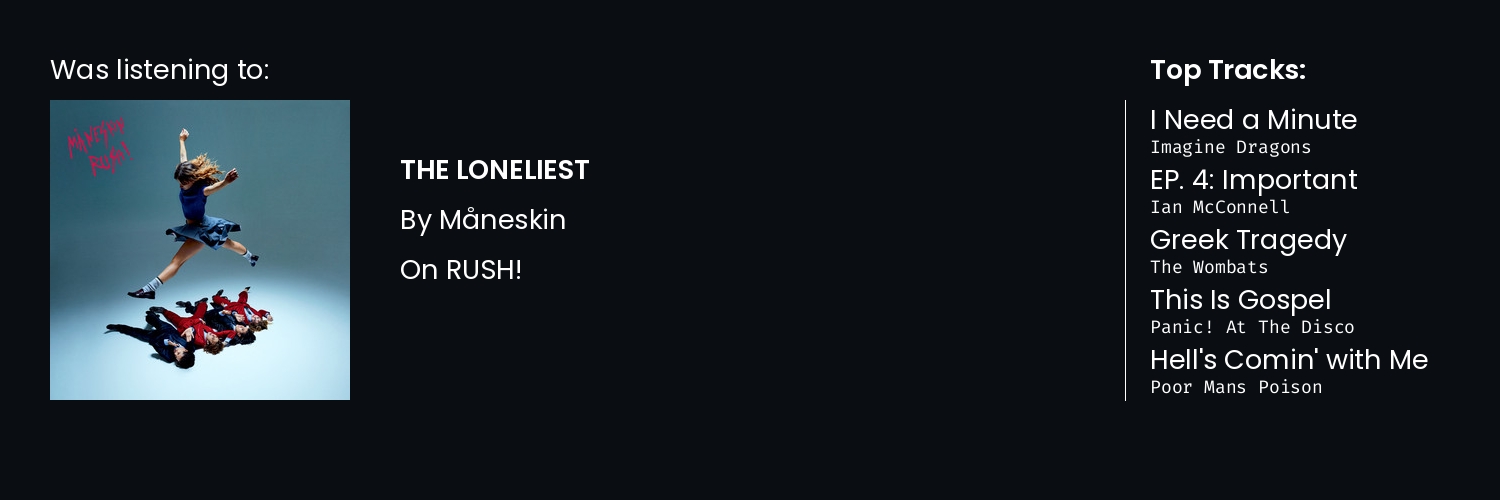 Was listening to:
MÅNESKIN
RUSH!
THE LONELIEST
By Måneskin
On RUSH!
Top Tracks:
I Need a Minute
Imagine Dragons
EP. 4: Important
Ian McConnell
Greek Tragedy
The Wombats
This Is Gospel
Panic! At The Disco
Hell's Comin' with Me
Poor Mans Poison